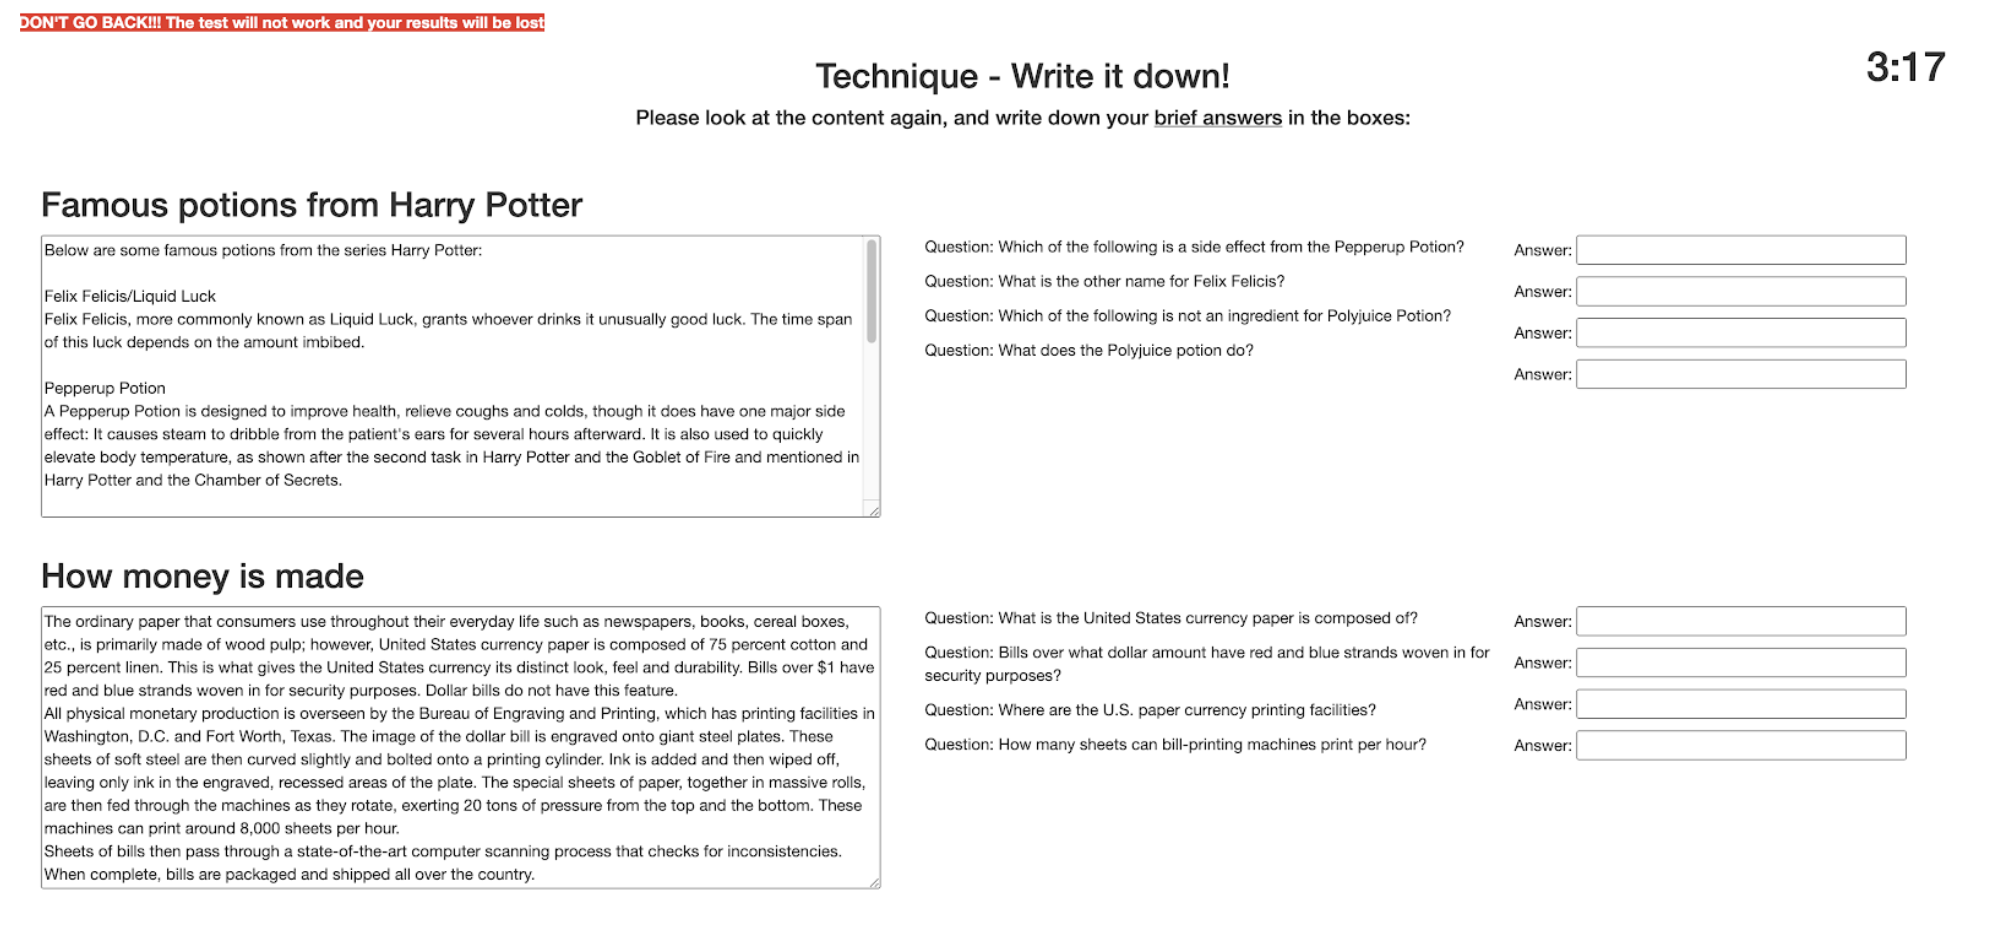 DON'T GO BACK!!! The test will not work and your results will be lost
3:17
Technique - Write it down!
Please look at the content again, and write down your brief answers in the boxes:
Famous potions from Harry Potter
Below are some famous potions from the series Harry Potter:
Felix Felicis/Liquid Luck
Felix Felicis, more commonly known as Liquid Luck, grants whoever drinks it unusually good luck. The time span
of this luck depends on the amount imbibed.
Pepperup Potion
A Pepperup Potion is designed to improve health, relieve coughs and colds, though it does have one major side
effect: It causes steam to dribble from the patient's ears for several hours afterward. It is also used to quickly
elevate body temperature, as shown after the second task in Harry Potter and the Goblet of Fire and mentioned in
Harry Potter and the Chamber of Secrets.
Question: Which of the following is a side effect from the Pepperup Potion?
Answer:
Question: What is the other name for Felix Felicis?
Answer:
Question: Which of the following is not an ingredient for Polyjuice Potion?
Answer:
Question: What does the Polyjuice potion do?
Answer:
How money is made
The ordinary paper that consumers use throughout their everyday life such as newspapers, books, cereal boxes,
etc., is primarily made of wood pulp; however, United States currency paper is composed of 75 percent cotton and
25 percent linen. This is what gives the United States currency its distinct look, feel and durability. Bills over $1 have
red and blue strands woven in for security purposes. Dollar bills do not have this feature.
All physical monetary production is overseen by the Bureau of Engraving and Printing, which has printing facilities in
Washington, D.C. and Fort Worth, Texas. The image of the dollar bill is engraved onto giant steel plates. These
sheets of soft steel are then curved slightly and bolted onto a printing cylinder. Ink is added and then wiped off,
leaving only ink in the engraved, recessed areas of the plate. The special sheets of paper, together in massive rolls,
are then fed through the machines as they rotate, exerting 20 tons of pressure from the top and the bottom. These
machines can print around 8,000 sheets per hour.
Sheets of bills then pass through a state-of-the-art computer scanning process that checks for inconsistencies.
When complete, bills are packaged and shipped all over the country.
Question: What is the United States currency paper is composed of?
Answer:
Question: Bills over what dollar amount have red and blue strands woven in for
security purposes?
Answer:
Question: Where are the U.S. paper currency printing facilities?
Answer:
Question: How many sheets can bill-printing machines print per hour?
Answer: